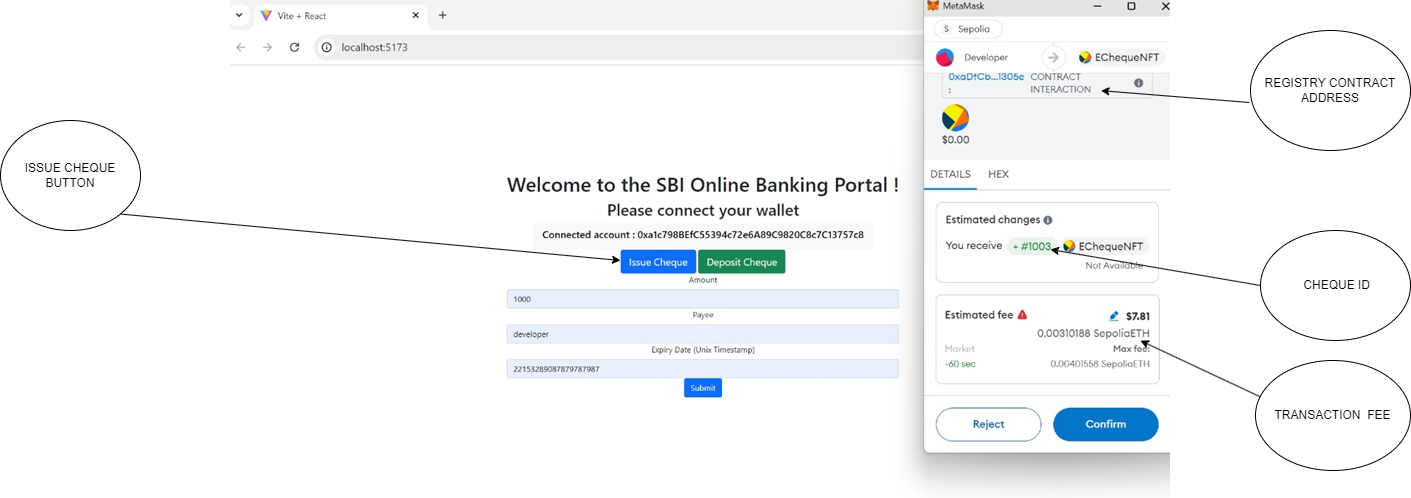 Vite + React
localhost:5173
ISSUE CHEQUE
BUTTON
Welcome to the SBI Online Banking Portal !
Please connect your wallet
Connected account : 0xa1c798BEfC55394c72e6A89C9820C8c7C13757c8
Issue Cheque
Deposit Cheque
Amount
1000
Payee
developer
Expiry Date (Unix Timestamp)
22153289087879787987
Submit
MetaMask
S Sepolia
Developer
EChequeNFT
0xaDfCb...1305e
:
CONTRACT
INTERACTION
$0.00
DETAILS
HEX
Estimated changes
You receive + #1003 EChequeNFT
Not Available
Estimated fee $7.81
0.00310188 SepoliaETH
Market Max fee:
~60 sec 0.00401558 SepoliaETH
Reject
Confirm
REGISTRY CONTRACT
ADDRESS
CHEQUE ID
TRANSACTION FEE